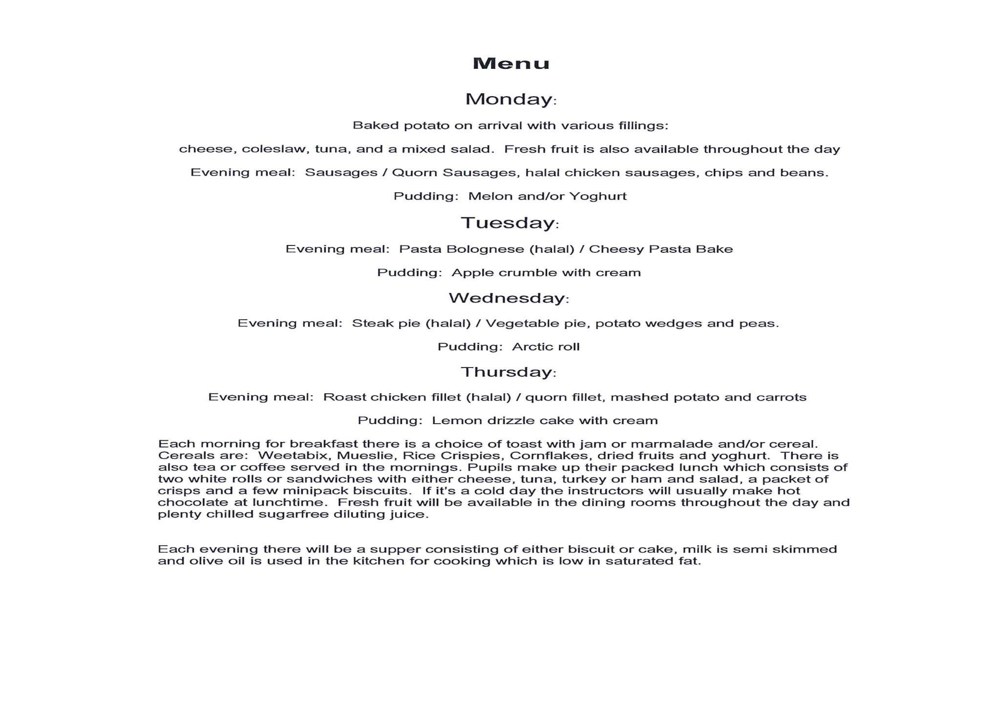 Menu
Monday:
Baked potato on arrival with various fillings:
cheese, coleslaw, tuna, and a mixed salad.  Fresh fruit is also available throughout the day
Evening meal:  Sausages / Quorn Sausages, halal chicken sausages, chips and beans.
Pudding:  Melon and/or Yoghurt
Tuesday:
Evening meal:  Pasta Bolognese (halal) / Cheesy Pasta Bake
Pudding:  Apple crumble with cream
Wednesday:
Evening meal:  Steak pie (halal) / Vegetable pie, potato wedges and peas.
Pudding:  Arctic roll
Thursday:
Evening meal:  Roast chicken fillet (halal) / quorn fillet, mashed potato and carrots
Pudding:  Lemon drizzle cake with cream
Each morning for breakfast there is a choice of toast with jam or marmalade and/or cereal.
Cereals are:  Weetabix, Mueslie, Rice Crispies, Cornflakes, dried fruits and yoghurt.  There is
also tea or coffee served in the mornings. Pupils make up their packed lunch which consists of
two white rolls or sandwiches with either cheese, tuna, turkey or ham and salad, a packet of
crisps and a few minipack biscuits.  If it's a cold day the instructors will usually make hot
chocolate at lunchtime.  Fresh fruit will be available in the dining rooms throughout the day and
plenty chilled sugarfree diluting juice.
Each evening there will be a supper consisting of either biscuit or cake, milk is semi skimmed
and olive oil is used in the kitchen for cooking which is low in saturated fat.